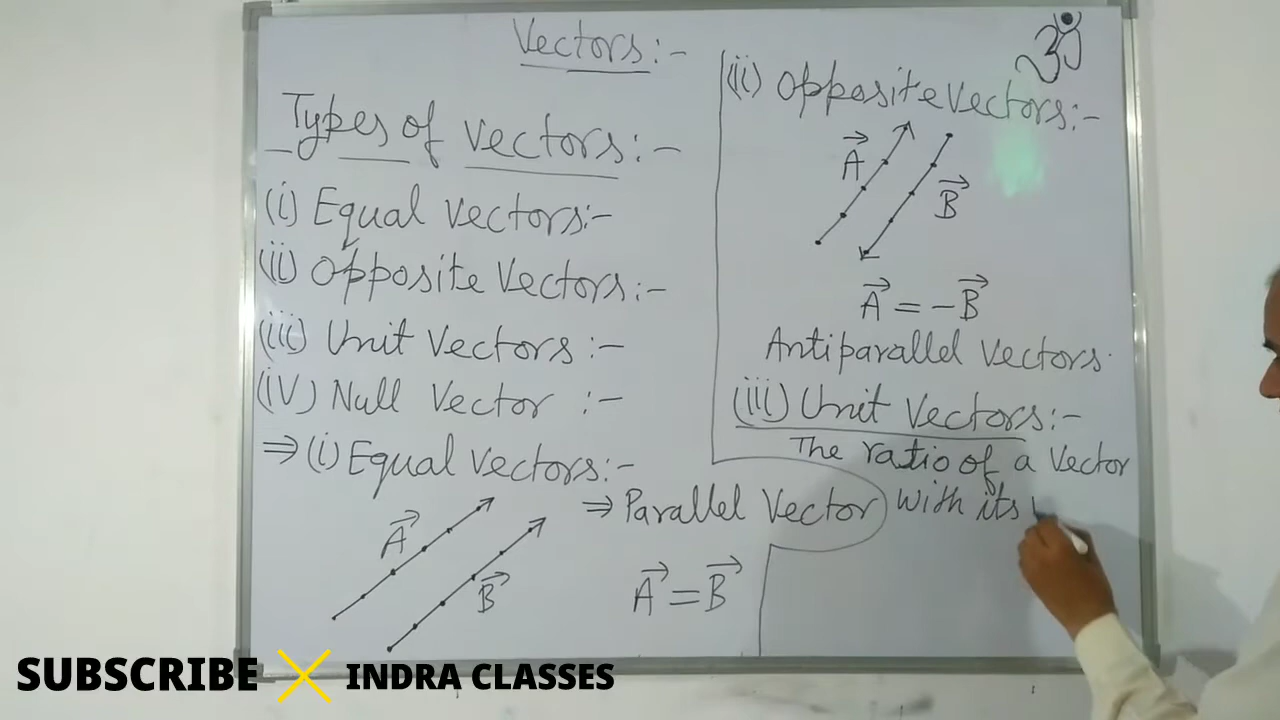 Vectors:-
Types of vectors:-
(i) Equal vectors:-
(ii) Opposite Vectors:-
(iii) Unit Vectors:-
(iv) Null Vector :-
⇒ (i) Equal vectors:-
A→
B→
⇒ Parallel Vector
A→ = B→
ॐ
(ii) Opposite Vectors:-
A→
B→
A→ = -B→
Antiparallel vectors.
(iii) Unit Vectors:-
The ratio of a vector
with its
SUBSCRIBE INDRA CLASSES